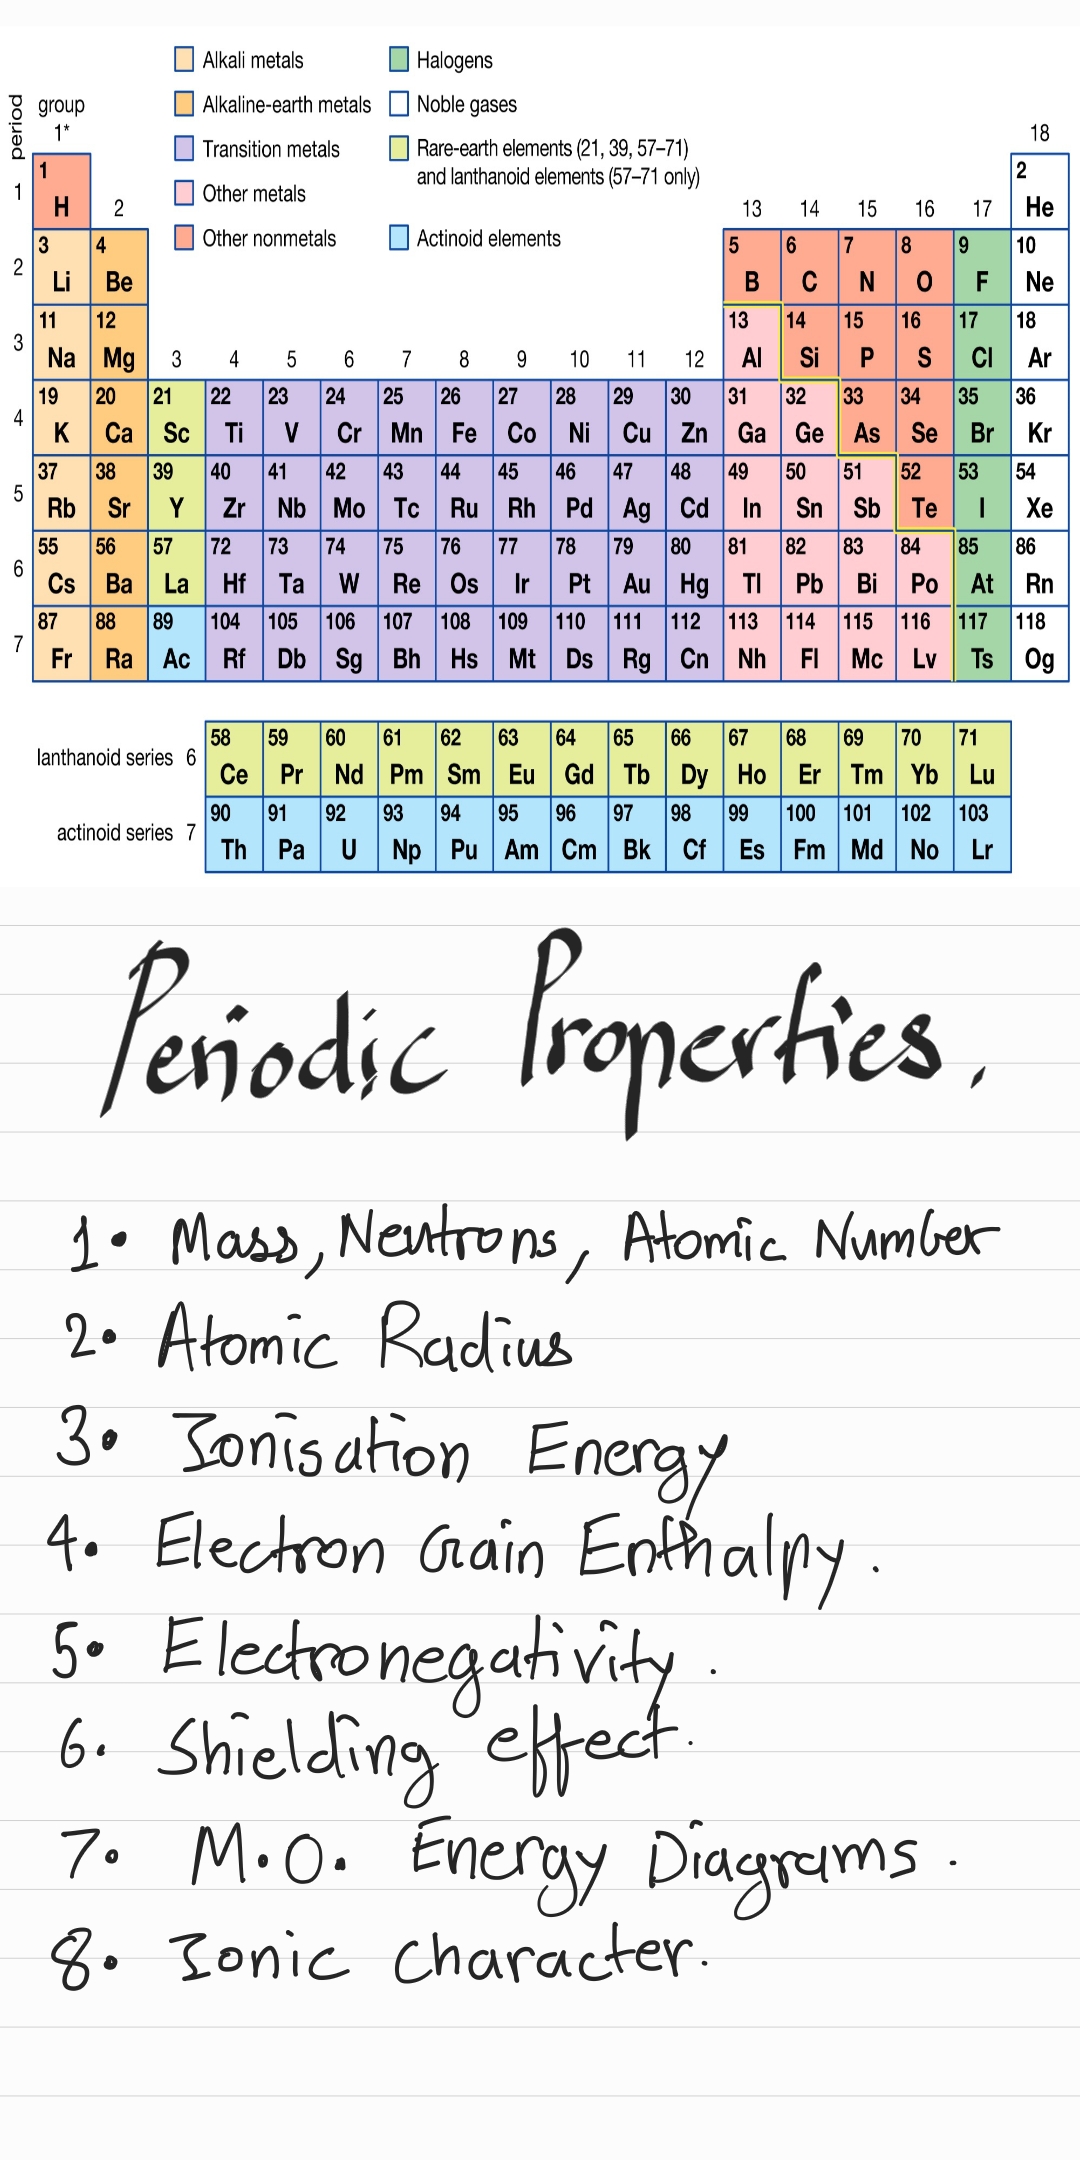 Alkali metals Halogens
period group Alkaline-earth metals Noble gases
1* Transition metals Rare-earth elements (21, 39, 57–71) 18
and lanthanoid elements (57–71 only)
1 1 H 2 Other metals 13 14 15 16 17 2 He
Other nonmetals Actinoid elements
2 3 Li 4 Be 5 B 6 C 7 N 8 O 9 F 10 Ne
3 11 Na 12 Mg 3 4 5 6 7 8 9 10 11 12 13 Al 14 Si 15 P 16 S 17 Cl 18 Ar
4 19 K 20 Ca 21 Sc 22 Ti 23 V 24 Cr 25 Mn 26 Fe 27 Co 28 Ni 29 Cu 30 Zn 31 Ga 32 Ge 33 As 34 Se 35 Br 36 Kr
5 37 Rb 38 Sr 39 Y 40 Zr 41 Nb 42 Mo 43 Tc 44 Ru 45 Rh 46 Pd 47 Ag 48 Cd 49 In 50 Sn 51 Sb 52 Te 53 I 54 Xe
6 55 Cs 56 Ba 57 La 72 Hf 73 Ta 74 W 75 Re 76 Os 77 Ir 78 Pt 79 Au 80 Hg 81 Tl 82 Pb 83 Bi 84 Po 85 At 86 Rn
7 87 Fr 88 Ra 89 Ac 104 Rf 105 Db 106 Sg 107 Bh 108 Hs 109 Mt 110 Ds 111 Rg 112 Cn 113 Nh 114 Fl 115 Mc 116 Lv 117 Ts 118 Og
lanthanoid series 6 58 Ce 59 Pr 60 Nd 61 Pm 62 Sm 63 Eu 64 Gd 65 Tb 66 Dy 67 Ho 68 Er 69 Tm 70 Yb 71 Lu
actinoid series 7 90 Th 91 Pa 92 U 93 Np 94 Pu 95 Am 96 Cm 97 Bk 98 Cf 99 Es 100 Fm 101 Md 102 No 103 Lr
Periodic Properties.
1. Mass, Neutrons, Atomic Number
2. Atomic Radius
3. Ionisation Energy
4. Electron Gain Enthalpy.
5. Electronegativity.
6. Shielding effect.
7. M.O. Energy Diagrams.
8. Ionic character.